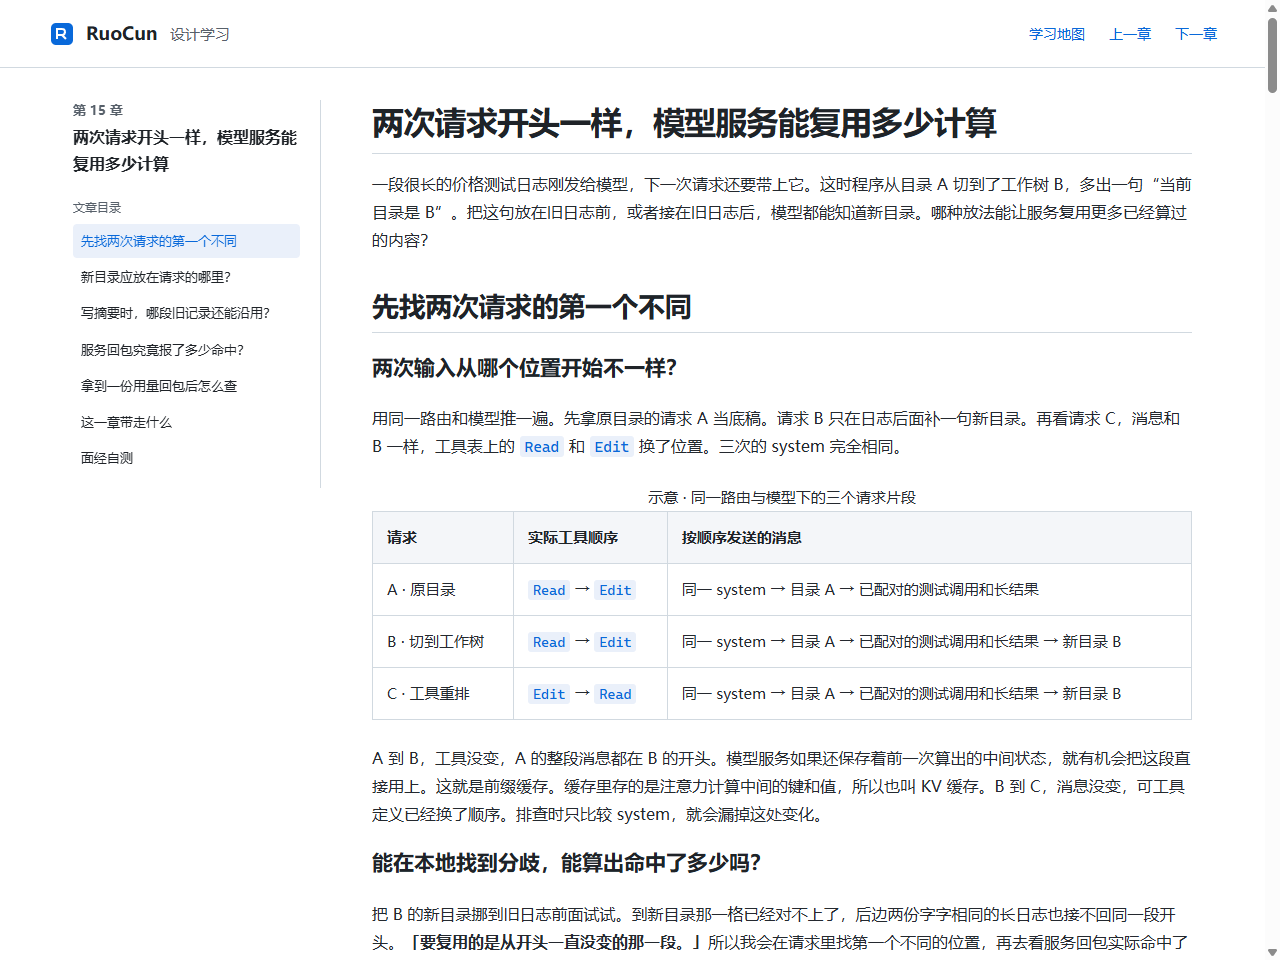 R RuoCun 设计学习
学习地图 上一章 下一章
第 15 章
两次请求开头一样，模型服务能
复用多少计算
文章目录
先找两次请求的第一个不同
新目录应放在请求的哪里？
写摘要时，哪段旧记录还能沿用？
服务回包究竟报了多少命中？
拿到一份用量回包后怎么查
这一章带走什么
面经自测
两次请求开头一样，模型服务能复用多少计算
一段很长的价格测试日志刚发给模型，下一次请求还要带上它。这时程序从目录 A 切到了工作树 B，多出一句“当前
目录是 B”。把这句放在旧日志前，或者接在旧日志后，模型都能知道新目录。哪种放法能让服务复用更多已经算过
的内容？
先找两次请求的第一个不同
两次输入从哪个位置开始不一样？
用同一路由和模型推一遍。先拿原目录的请求 A 当底稿。请求 B 只在日志后面补一句新目录。再看请求 C，消息和
B 一样，工具表上的 Read 和 Edit 换了位置。三次的 system 完全相同。
示意 · 同一路由与模型下的三个请求片段
请求 实际工具顺序 按顺序发送的消息
A · 原目录 Read → Edit 同一 system → 目录 A → 已配对的测试调用和长结果
B · 切到工作树 Read → Edit 同一 system → 目录 A → 已配对的测试调用和长结果 → 新目录 B
C · 工具重排 Edit → Read 同一 system → 目录 A → 已配对的测试调用和长结果 → 新目录 B
A 到 B，工具没变，A 的整段消息都在 B 的开头。模型服务如果还保存着前一次算出的中间状态，就有机会把这段直
接用上。这就是前缀缓存。缓存里存的是注意力计算中间的键和值，所以也叫 KV 缓存。B 到 C，消息没变，可工具
定义已经换了顺序。排查时只比较 system，就会漏掉这处变化。
能在本地找到分歧，能算出命中了多少吗？
把 B 的新目录挪到旧日志前面试试。到新目录那一格已经对不上了，后边两份字字相同的长日志也接不回同一段开
头。「要复用的是从开头一直没变的那一段。」所以我会在请求里找第一个不同的位置，再去看服务回包实际命中了